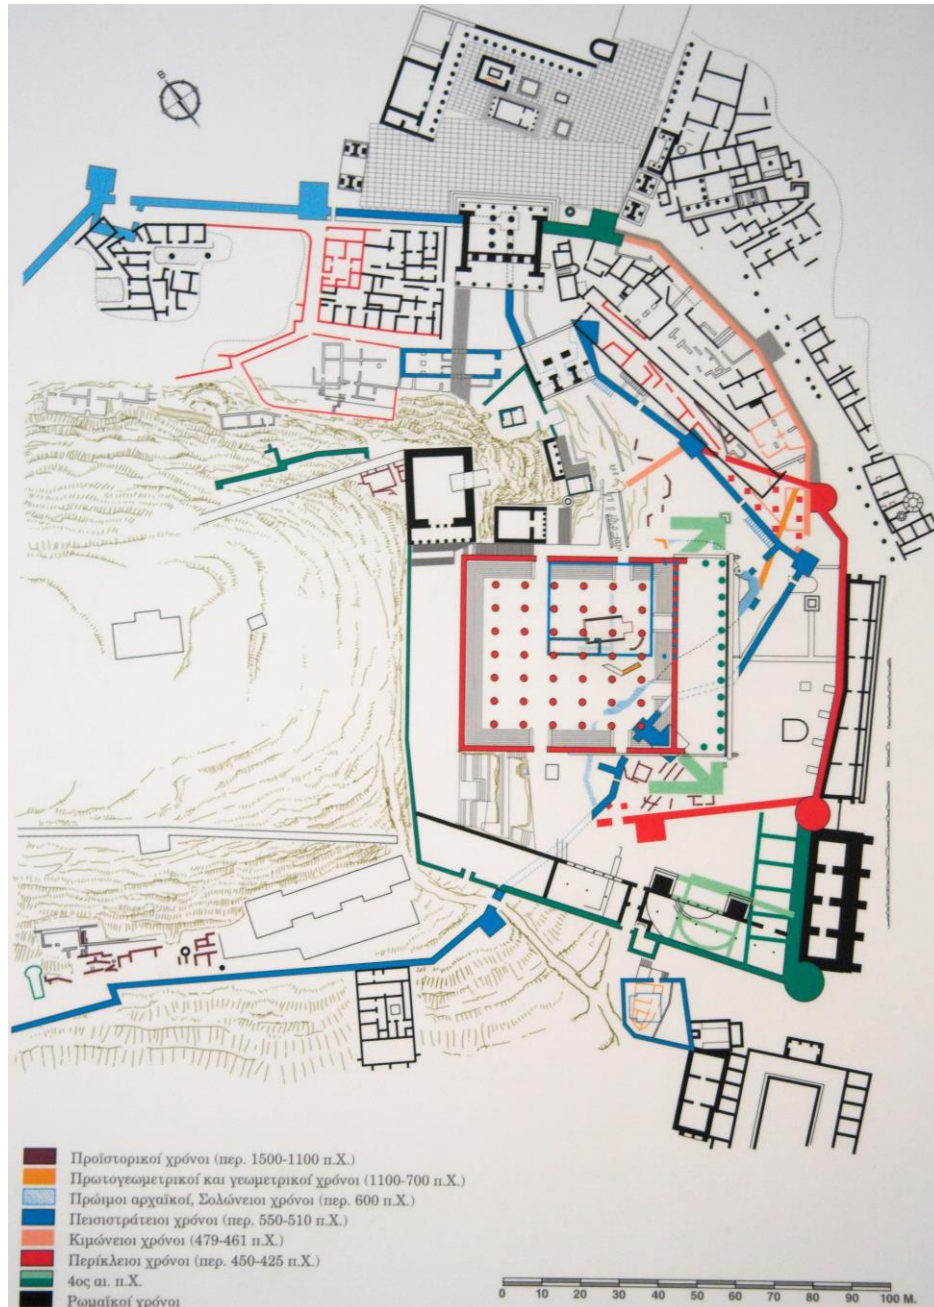 Β
Προϊστορικοί χρόνοι (περ. 1500-1100 π.Χ.)
Πρωτογεωμετρικοί και γεωμετρικοί χρόνοι (1100-700 π.Χ.)
Πρώιμοι αρχαϊκοί, Σολώνειοι χρόνοι (περ. 600 π.Χ.)
Πεισιστράτειοι χρόνοι (περ. 550-510 π.Χ.)
Κιμώνειοι χρόνοι (479-461 π.Χ.)
Περίκλειοι χρόνοι (περ. 450-425 π.Χ.)
4ος αι. π.Χ.
Ρωμαϊκοί χρόνοι
0 10 20 30 40 50 60 70 80 90 100 Μ.